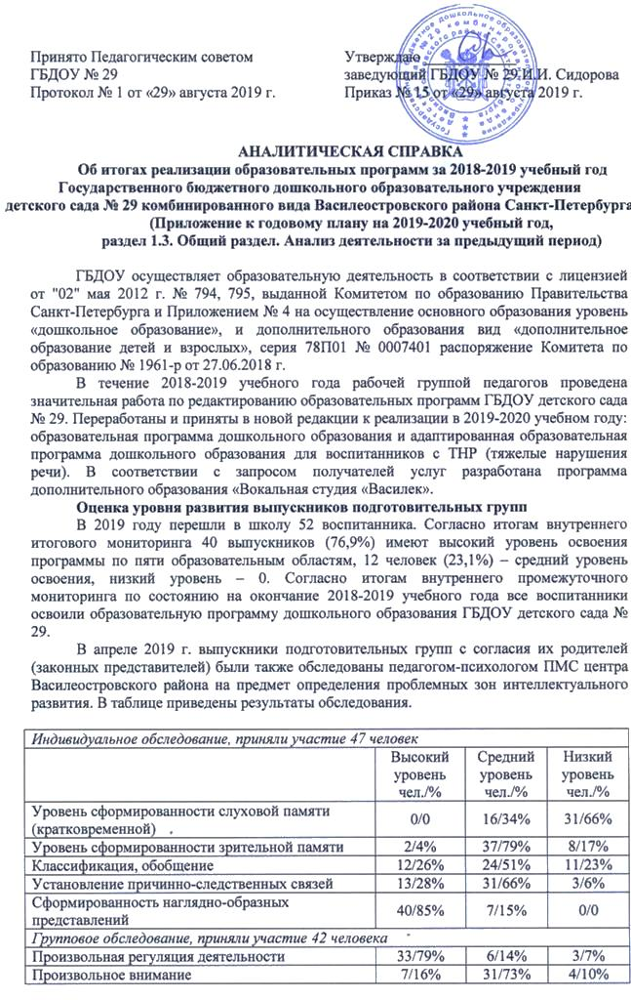 Принято Педагогическим советом
ГБДОУ № 29
Протокол № 1 от «29» августа 2019 г.
Утверждаю
заведующий ГБДОУ № 29 И.И. Сидорова
Приказ № 15 от «29» августа 2019 г.
АНАЛИТИЧЕСКАЯ СПРАВКА
Об итогах реализации образовательных программ за 2018-2019 учебный год
Государственного бюджетного дошкольного образовательного учреждения
детского сада № 29 комбинированного вида Василеостровского района Санкт-Петербурга
(Приложение к годовому плану на 2019-2020 учебный год,
раздел 1.3. Общий раздел. Анализ деятельности за предыдущий период)
ГБДОУ осуществляет образовательную деятельность в соответствии с лицензией
от "02" мая 2012 г. № 794, 795, выданной Комитетом по образованию Правительства
Санкт-Петербурга и Приложением № 4 на осуществление основного образования уровень
«дошкольное образование», и дополнительного образования вид «дополнительное
образование детей и взрослых», серия 78П01 № 0007401 распоряжение Комитета по
образованию № 1961-р от 27.06.2018 г.
В течение 2018-2019 учебного года рабочей группой педагогов проведена
значительная работа по редактированию образовательных программ ГБДОУ детского сада
№ 29. Переработаны и приняты в новой редакции к реализации в 2019-2020 учебном году:
образовательная программа дошкольного образования и адаптированная образовательная
программа дошкольного образования для воспитанников с ТНР (тяжелые нарушения
речи). В соответствии с запросом получателей услуг разработана программа
дополнительного образования «Вокальная студия «Василек».
Оценка уровня развития выпускников подготовительных групп
В 2019 году перешли в школу 52 воспитанника. Согласно итогам внутреннего
итогового мониторинга 40 выпускников (76,9%) имеют высокий уровень освоения
программы по пяти образовательным областям, 12 человек (23,1%) – средний уровень
освоения, низкий уровень – 0. Согласно итогам внутреннего промежуточного
мониторинга по состоянию на окончание 2018-2019 учебного года все воспитанники
освоили образовательную программу дошкольного образования ГБДОУ детского сада №
29.
В апреле 2019 г. выпускники подготовительных групп с согласия их родителей
(законных представителей) были также обследованы педагогом-психологом ПМС центра
Василеостровского района на предмет определения проблемных зон интеллектуального
развития. В таблице приведены результаты обследования.
Индивидуальное обследование, приняли участие 47 человек
Высокий уровень чел./% Средний уровень чел./% Низкий уровень чел./%
Уровень сформированности слуховой памяти (кратковременной) 0/0 16/34% 31/66%
Уровень сформированности зрительной памяти 2/4% 37/79% 8/17%
Классификация, обобщение 12/26% 24/51% 11/23%
Установление причинно-следственных связей 13/28% 31/66% 3/6%
Сформированность наглядно-образных представлений 40/85% 7/15% 0/0
Групповое обследование, приняли участие 42 человека
Произвольная регуляция деятельности 33/79% 6/14% 3/7%
Произвольное внимание 7/16% 31/73% 4/10%